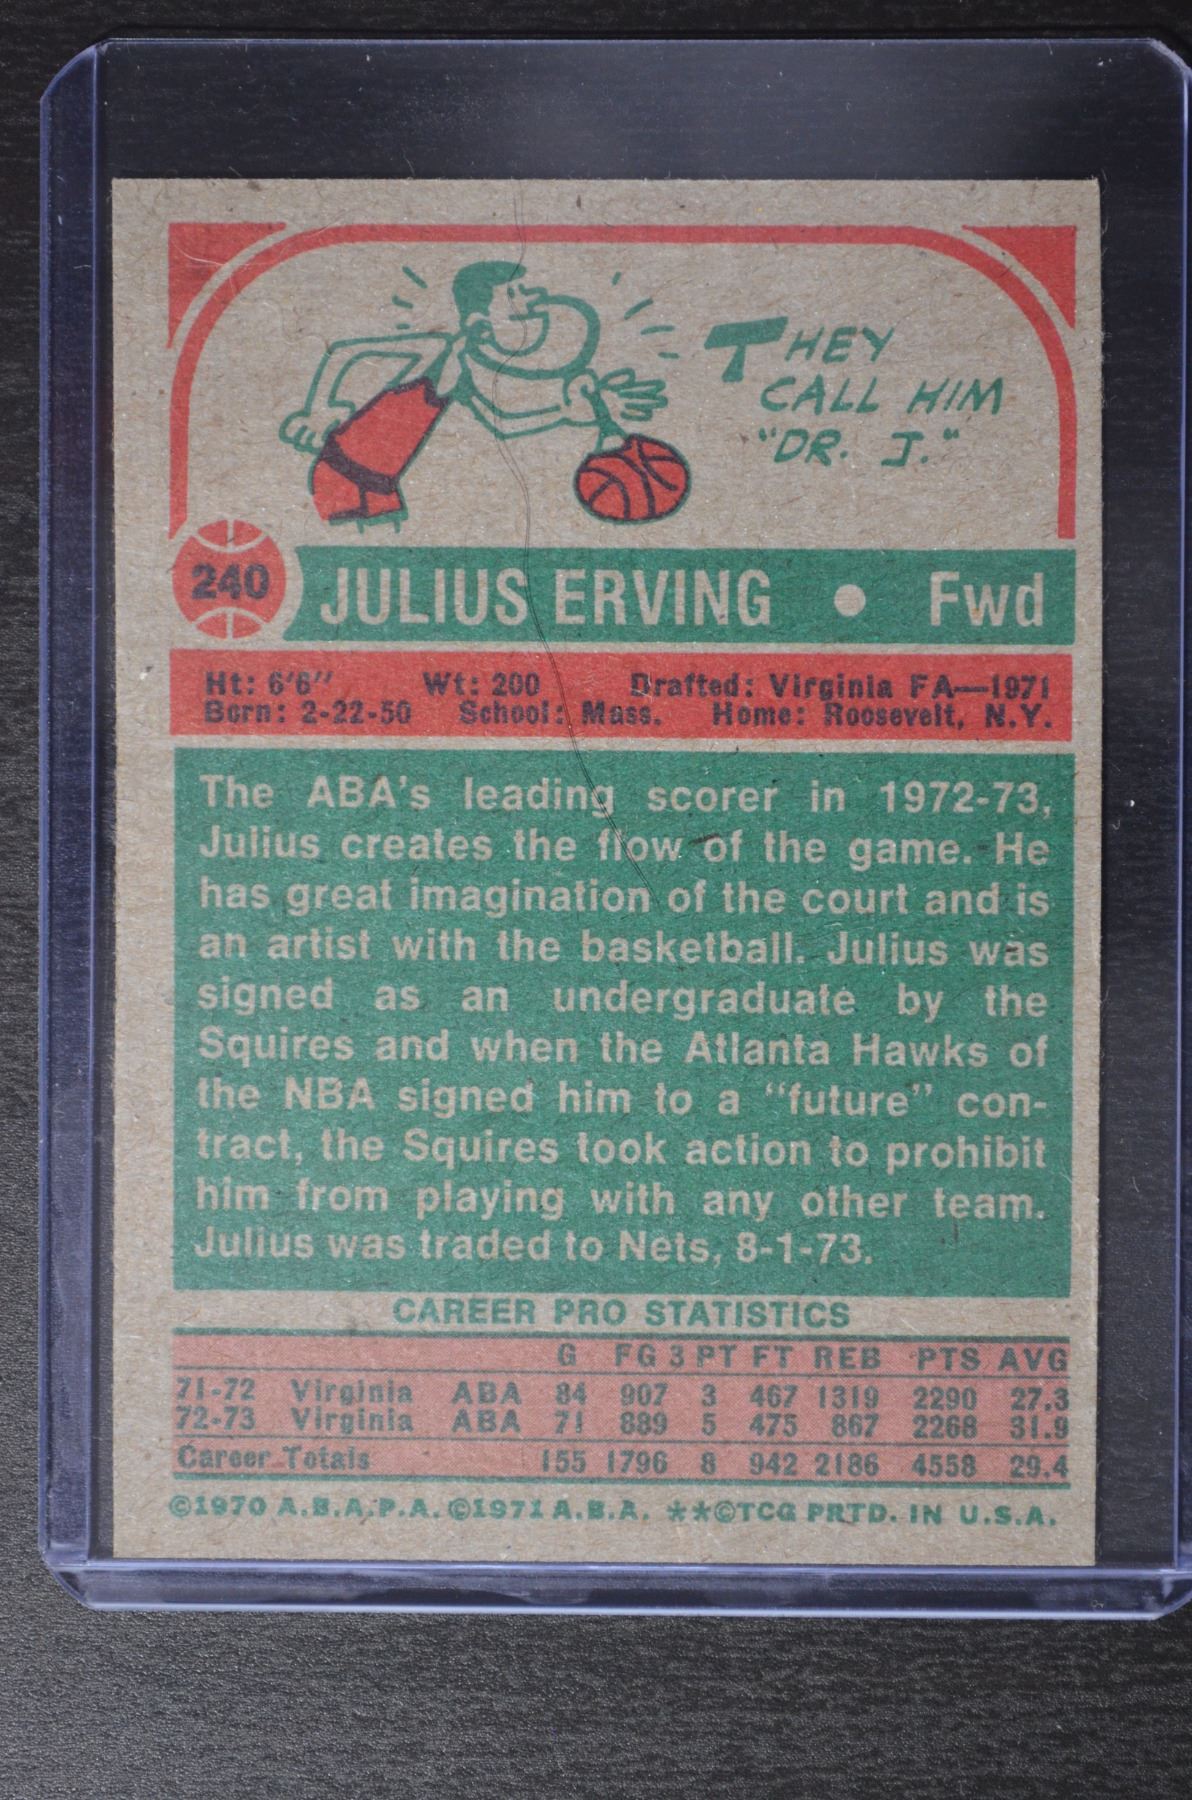 THEY
CALL HIM
"DR. J."
240 JULIUS ERVING • Fwd
Ht: 6'6" Wt: 200 Drafted: Virginia FA—1971
Born: 2-22-50 School: Mass. Home: Roosevelt, N.Y.
The ABA's leading scorer in 1972-73,
Julius creates the flow of the game. He
has great imagination of the court and is
an artist with the basketball. Julius was
signed as an undergraduate by the
Squires and when the Atlanta Hawks of
the NBA signed him to a "future" con-
tract, the Squires took action to prohibit
him from playing with any other team.
Julius was traded to Nets, 8-1-73.
CAREER PRO STATISTICS
G FG 3 PT FT REB PTS AVG
71-72 Virginia ABA 84 907 3 467 1319 2290 27.3
72-73 Virginia ABA 71 889 5 475 867 2268 31.9
Career Totals 155 1796 8 942 2186 4558 29.4
©1970 A.B.A.P.A. ©1971 A.B.A. **©TCG PRTD. IN U.S.A.